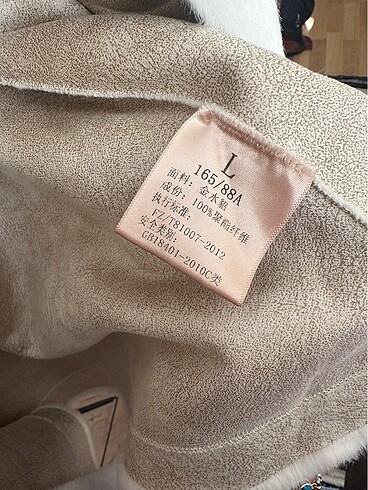 L
165/88A
面料: 金水貂
成份: 100%聚酯纤维
执行标准:
FZ/T81007-2012
安全类别:
GB18401-2010C类